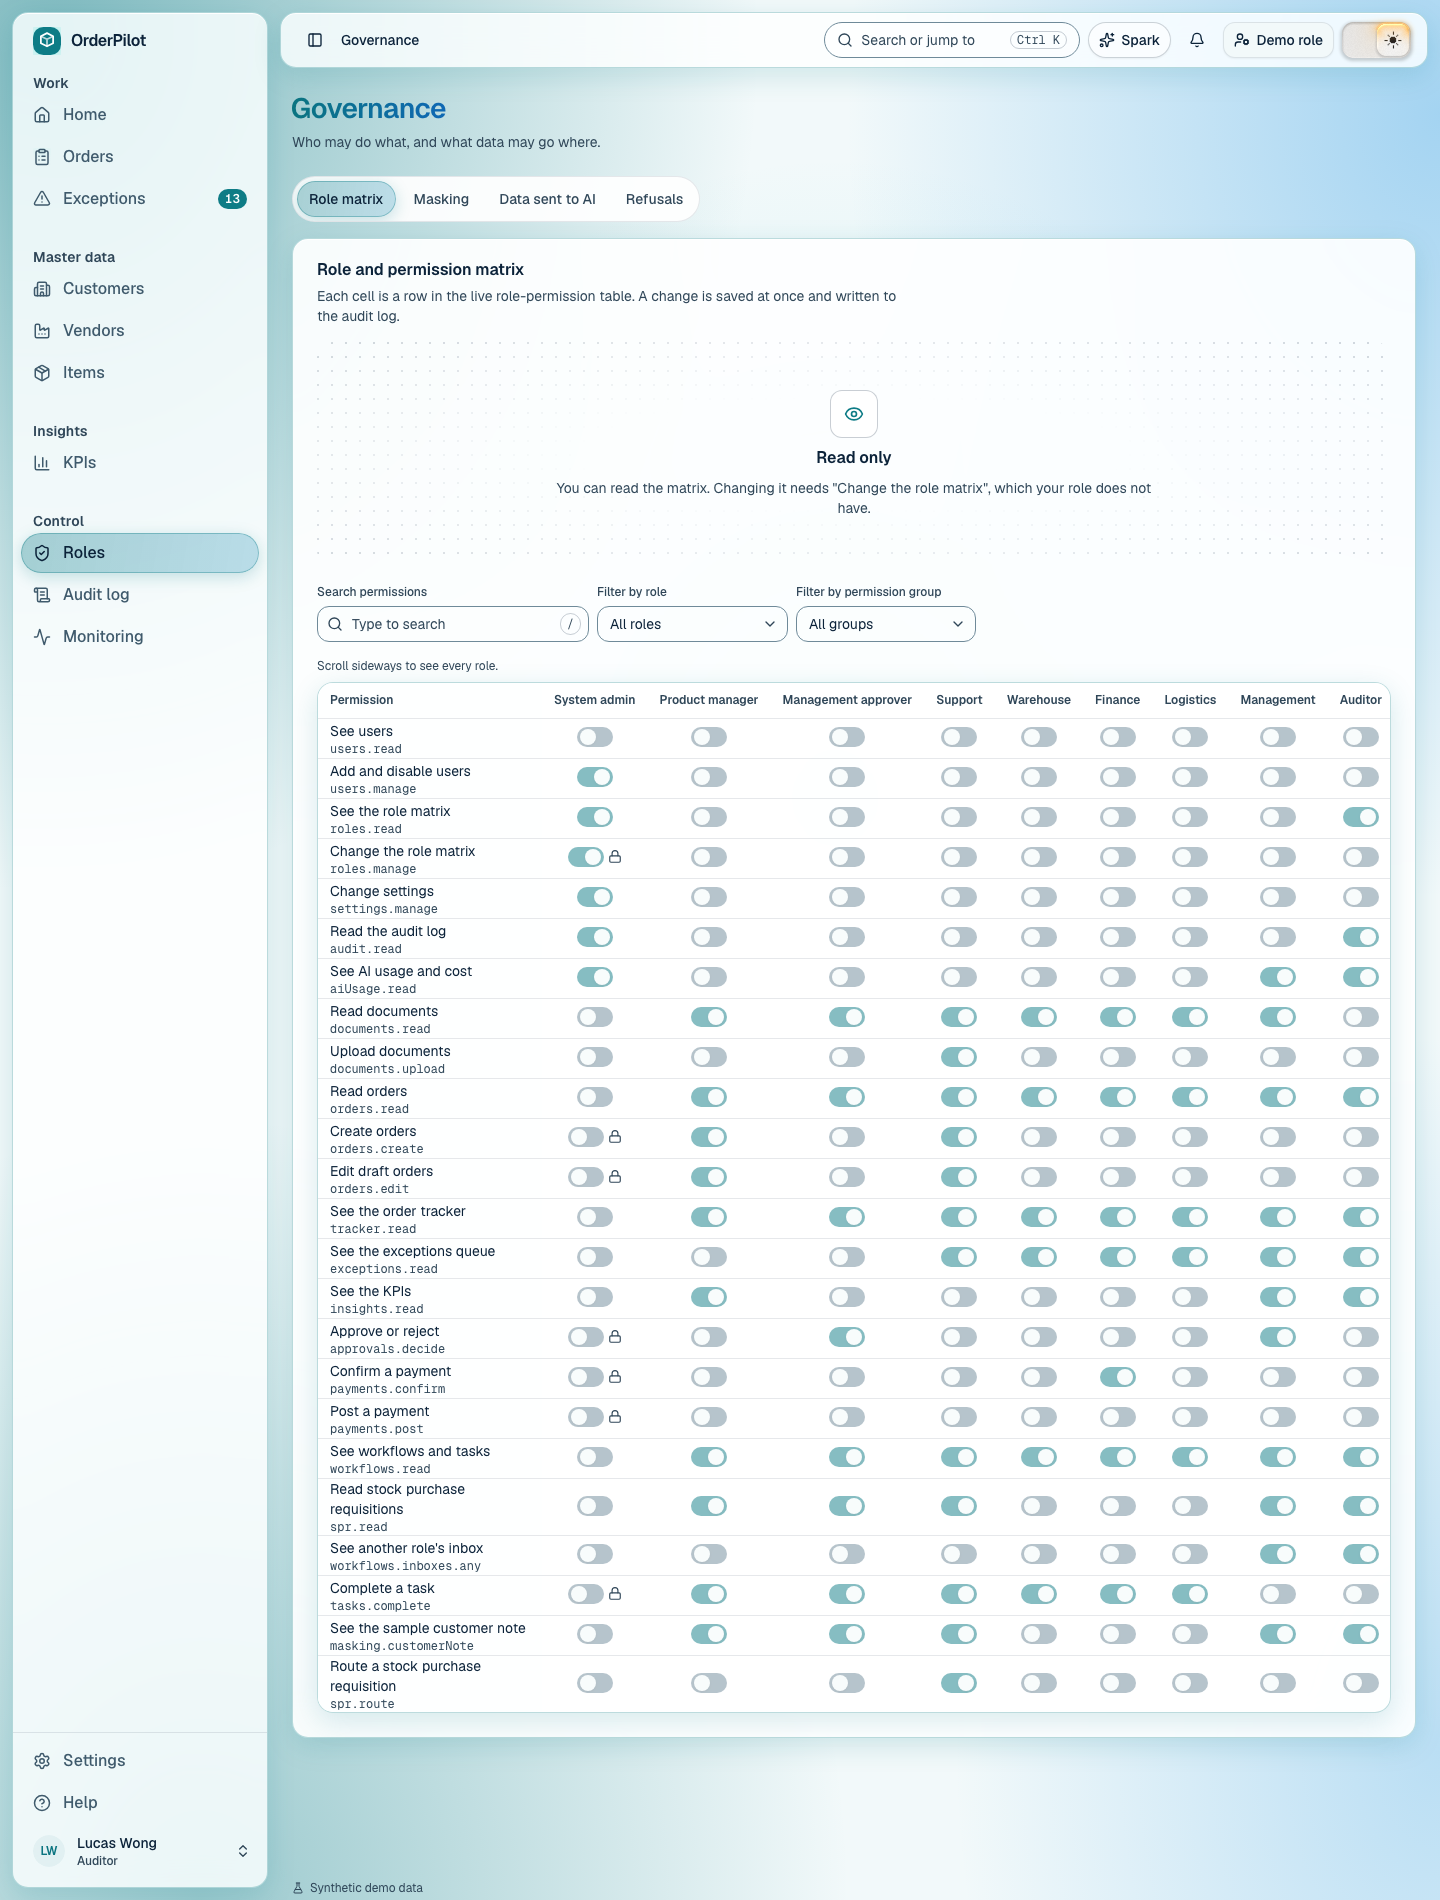 OrderPilot
Work
Home
Orders
Exceptions 13
Master data
Customers
Vendors
Items
Insights
KPIs
Control
Roles
Audit log
Monitoring
Settings
Help
LW
Lucas Wong
Auditor
Governance
Search or jump to Ctrl K
Spark
Demo role
Governance
Who may do what, and what data may go where.
Role matrix Masking Data sent to AI Refusals
Role and permission matrix
Each cell is a row in the live role-permission table. A change is saved at once and written to
the audit log.
Read only
You can read the matrix. Changing it needs "Change the role matrix", which your role does not
have.
Search permissions Filter by role Filter by permission group
Type to search / All roles All groups
Scroll sideways to see every role.
Permission System admin Product manager Management approver Support Warehouse Finance Logistics Management Auditor
See users
users.read
Add and disable users
users.manage
See the role matrix
roles.read
Change the role matrix
roles.manage
Change settings
settings.manage
Read the audit log
audit.read
See AI usage and cost
aiUsage.read
Read documents
documents.read
Upload documents
documents.upload
Read orders
orders.read
Create orders
orders.create
Edit draft orders
orders.edit
See the order tracker
tracker.read
See the exceptions queue
exceptions.read
See the KPIs
insights.read
Approve or reject
approvals.decide
Confirm a payment
payments.confirm
Post a payment
payments.post
See workflows and tasks
workflows.read
Read stock purchase
requisitions
spr.read
See another role's inbox
workflows.inboxes.any
Complete a task
tasks.complete
See the sample customer note
masking.customerNote
Route a stock purchase
requisition
spr.route
Synthetic demo data